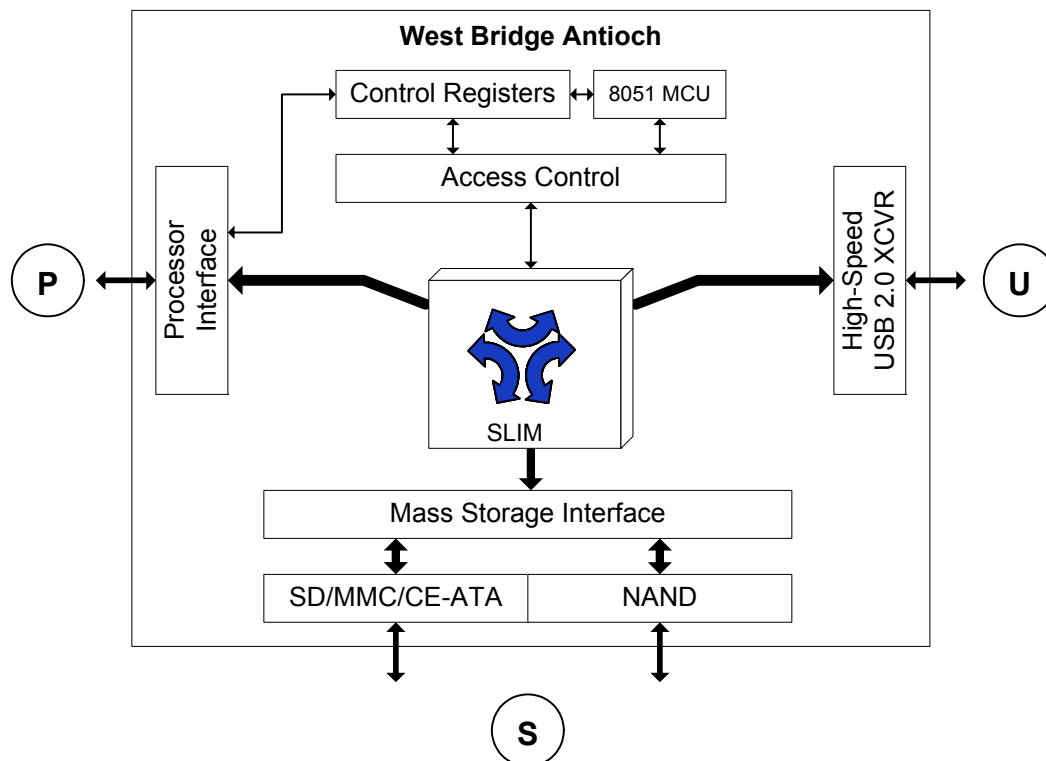 West Bridge Antioch
Control Registers
8051 MCU
Access Control
P
Processor
Interface
High-Speed
USB 2.0 XCVR
U
SLIM
Mass Storage Interface
SD/MMC/CE-ATA
NAND
S